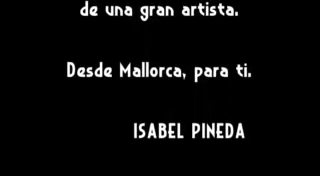 de una gran artista.
Desde Mallorca, para ti.
ISABEL PINEDA